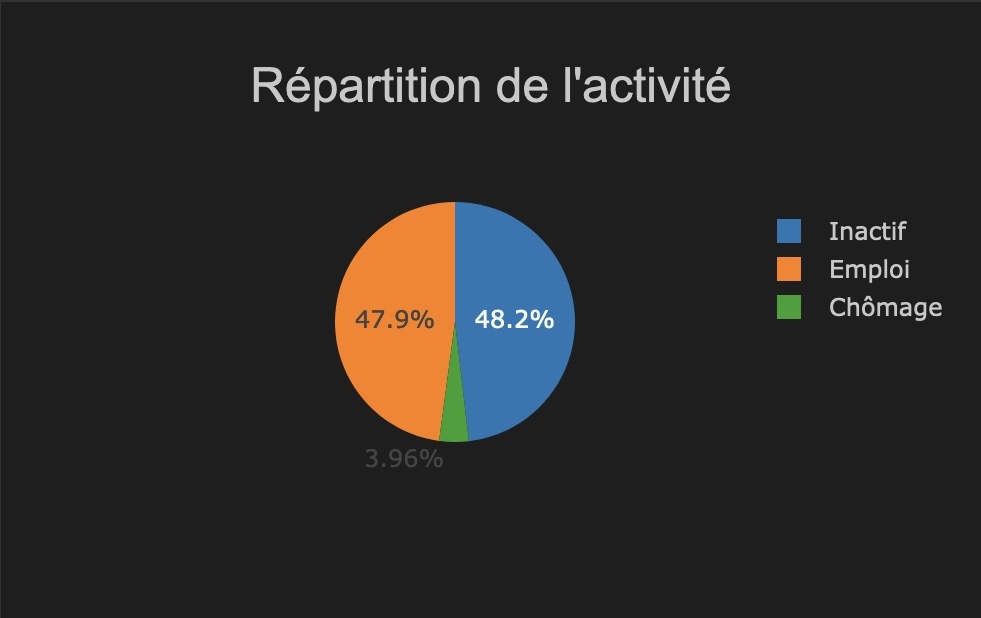 Répartition de l'activité
Inactif
Emploi
Chômage
47.9%
48.2%
3.96%